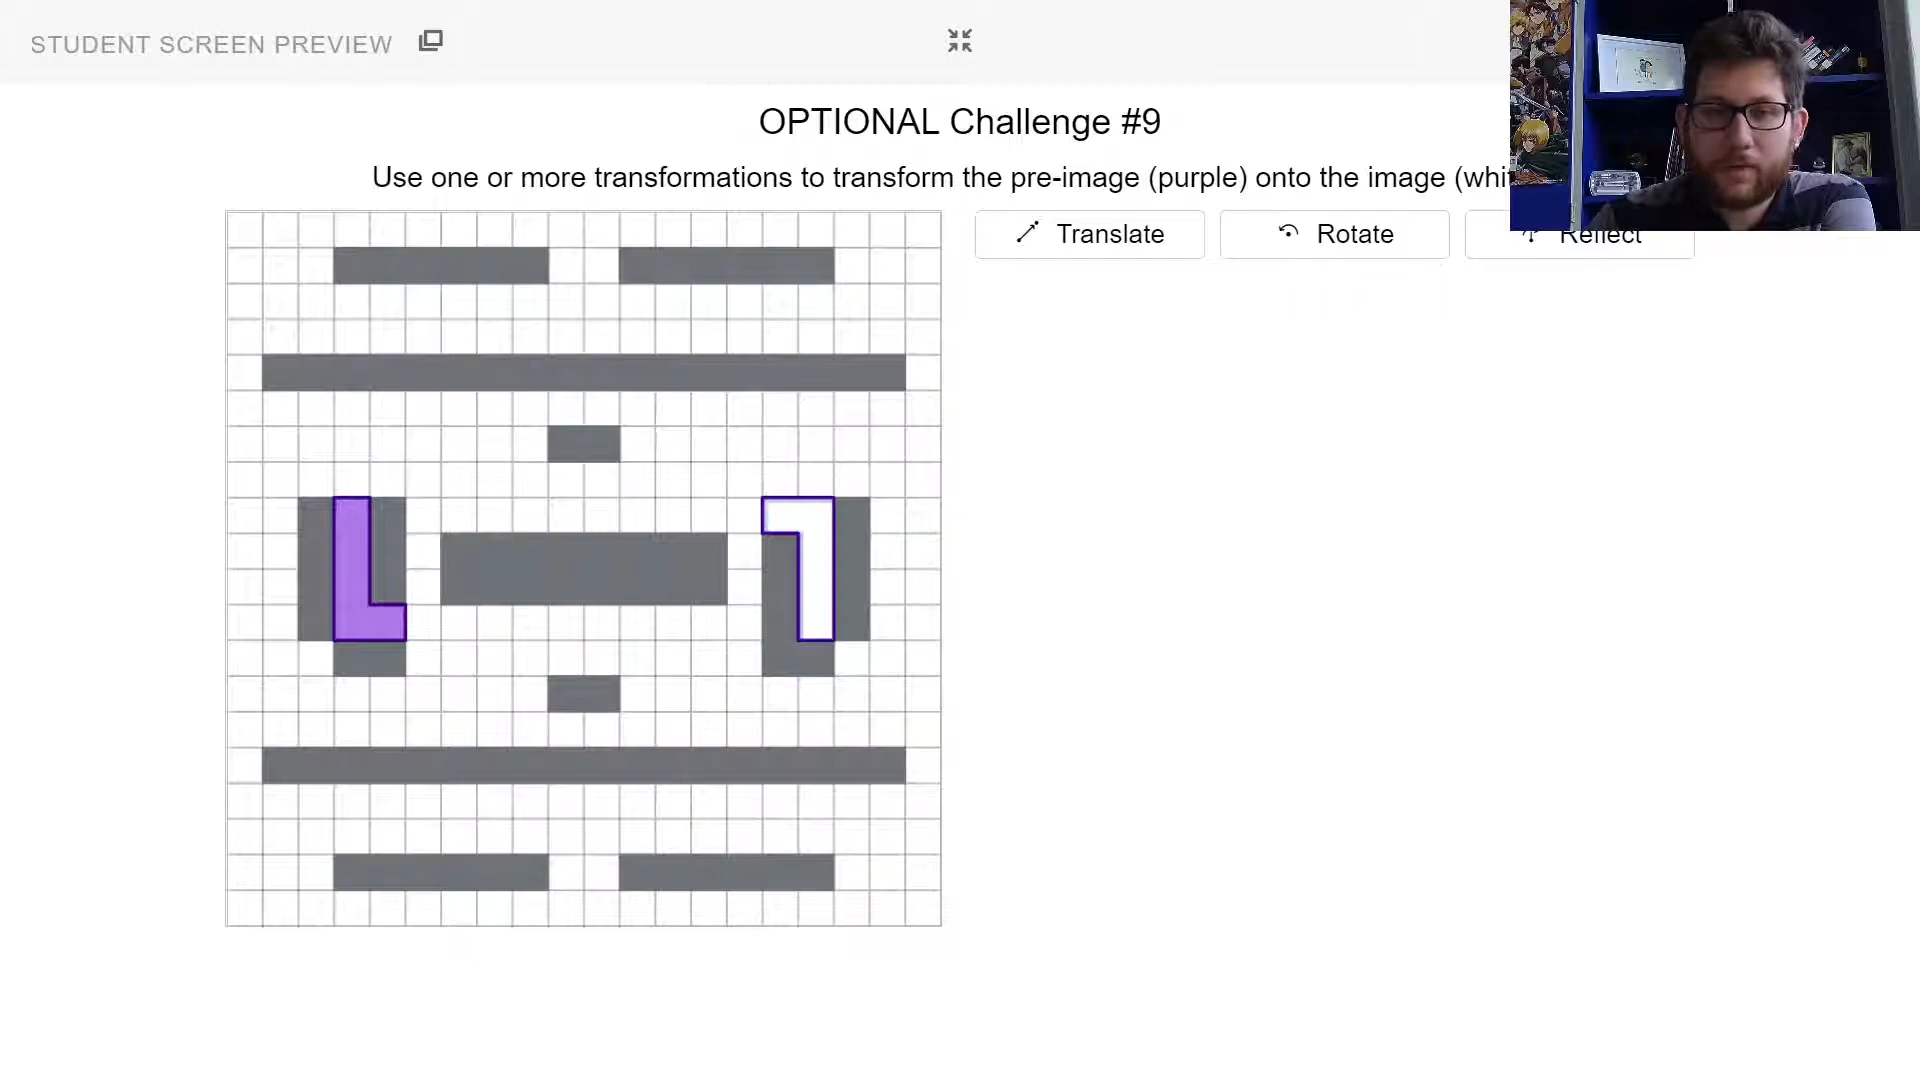 STUDENT SCREEN PREVIEW
OPTIONAL Challenge #9
Use one or more transformations to transform the pre-image (purple) onto the image (whi
Translate
Rotate
Reflect